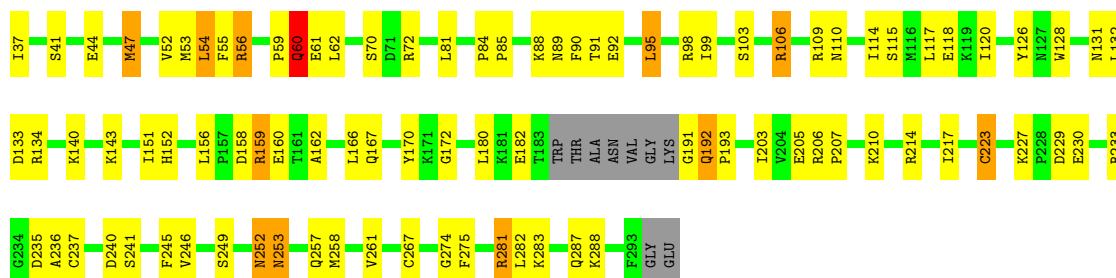 I37 S41 E44 M47 V52 M53 L54 F55 R56 P59 Q60 E61 L62 S70 D71 R72 L81 P84 P85 K88 N89 F90 T91 E92 L95 R98 I99 S103 R106 R109 N110 I114 S115 M116 L117 E118 K119 I120 Y126 N127 W128 N131 L132
D133 R134 K140 K143 I151 H152 L156 P157 D158 R159 E160 T161 A162 L166 Q167 Y170 K171 G172 L180 K181 E182 T183 TRP THR ALA ASN VAL GLY LYS G191 Q192 P193 I203 V204 E205 R206 P207 K210 R214 I217 C223 K227 P228 D229 E230
G234 D235 A236 C237 D240 S241 F245 V246 S249 N252 N253 Q257 M258 V261 C267 G274 F275 R281 L282 K283 Q287 K288 F293 GLY GLU